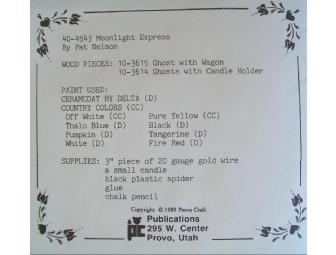 40-4543 Moonlight Express
By Pat Nelson
WOOD PIECES: 10-3615 Ghost with Wagon
10-3614 Ghosts with Candle Holder
PAINT USED:
CERAMCOAT BY DELTA (D)
COUNTRY COLORS (CC)
Off White (CC) Pure Yellow (CC)
Thalo Blue (D) Black (D)
Pumpkin (D) Tangerine (D)
White (D) Fire Red (D)
SUPPLIES: 3" piece of 20 gauge gold wire
a small candle
black plastic spider
glue
chalk pencil
Copyright © 1989 Provo Craft
PC Publications
295 W. Center
Provo, Utah